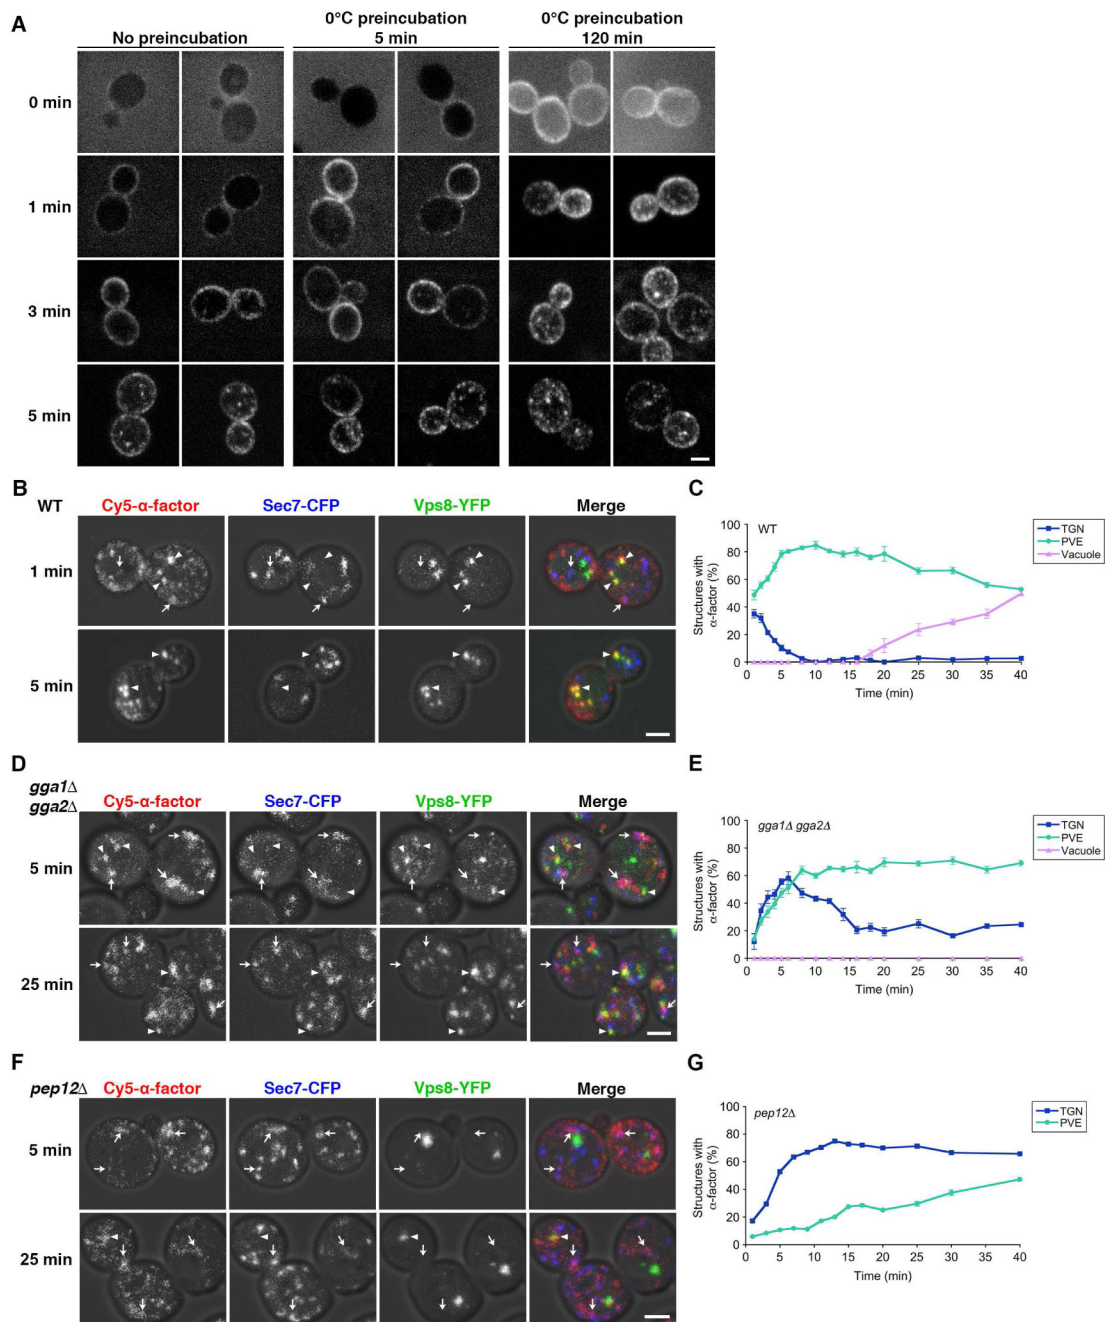 A
No preincubation
0°C preincubation
5 min
0°C preincubation
120 min
0 min
1 min
3 min
5 min
B
WT
Cy5-α-factor
Sec7-CFP
Vps8-YFP
Merge
1 min
5 min
C
WT
Structures with
α-factor (%)
100
80
60
40
20
0
0 5 10 15 20 25 30 35 40
Time (min)
TGN
PVE
Vacuole
D
gga1Δ
gga2Δ
Cy5-α-factor
Sec7-CFP
Vps8-YFP
Merge
5 min
25 min
E
gga1Δ gga2Δ
Structures with
α-factor (%)
100
80
60
40
20
0
0 5 10 15 20 25 30 35 40
Time (min)
TGN
PVE
Vacuole
F
pep12Δ
Cy5-α-factor
Sec7-CFP
Vps8-YFP
Merge
5 min
25 min
G
pep12Δ
Structures with
α-factor (%)
100
80
60
40
20
0
0 5 10 15 20 25 30 35 40
Time (min)
TGN
PVE